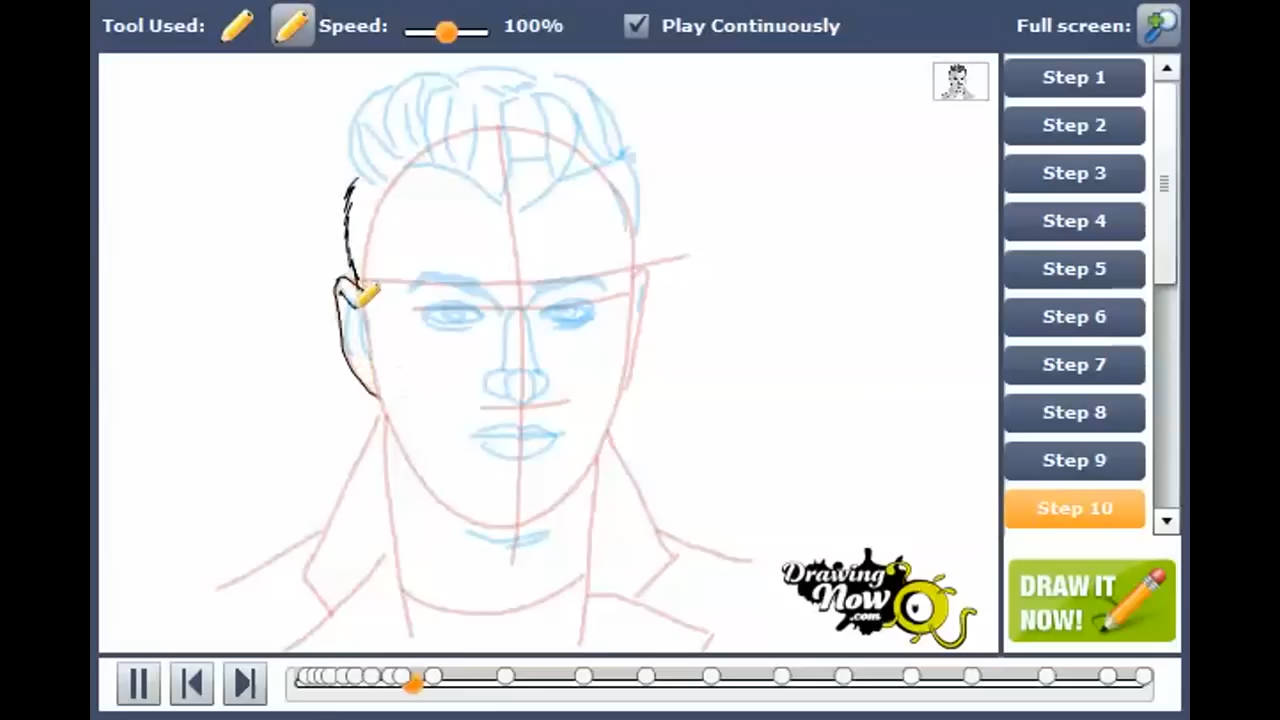 Tool Used:
Speed:
100%
Play Continuously
Full screen:
Step 1
Step 2
Step 3
Step 4
Step 5
Step 6
Step 7
Step 8
Step 9
Step 10
Drawing
Now
.com
DRAW IT
NOW!